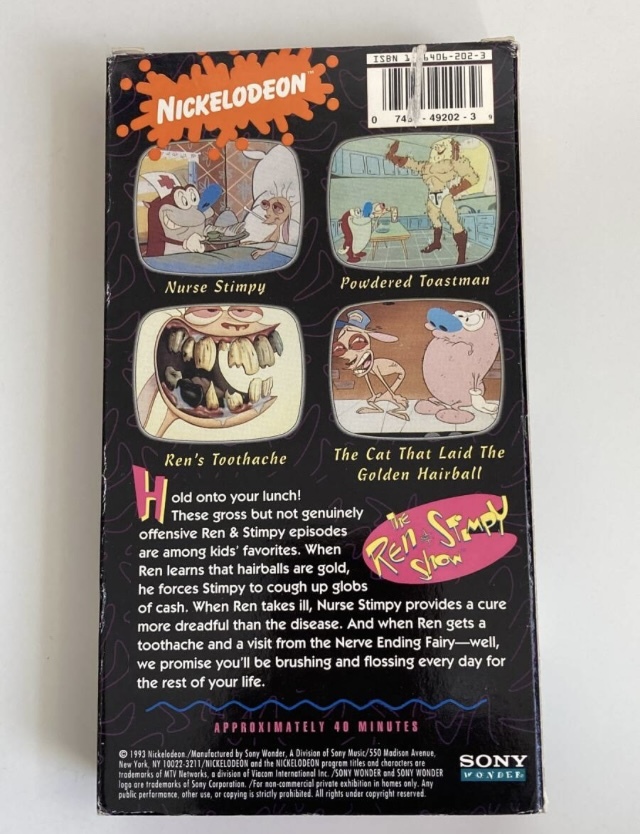 NICKELODEON
ISBN 1 6406-202-3
0 74 - 49202 - 3 9
Nurse Stimpy
Powdered Toastman
Ren's Toothache
The Cat That Laid The
Golden Hairball
Hold onto your lunch!
These gross but not genuinely
offensive Ren & Stimpy episodes
are among kids' favorites. When
Ren learns that hairballs are gold,
he forces Stimpy to cough up globs
of cash. When Ren takes ill, Nurse Stimpy provides a cure
more dreadful than the disease. And when Ren gets a
toothache and a visit from the Nerve Ending Fairy—well,
we promise you'll be brushing and flossing every day for
the rest of your life.
THE
Ren & Stimpy
Show
APPROXIMATELY 40 MINUTES
© 1993 Nickelodeon /Manufactured by Sony Wonder, A Division of Sony Music/550 Madison Avenue,
New York, NY 10022-3211/NICKELODEON and the NICKELODEON program titles and characters are
trademarks of MTV Networks, a division of Viacom International Inc. /SONY WONDER and SONY WONDER
logo are trademarks of Sony Corporation. /For non-commercial private exhibition in homes only. Any
public performance, other use, or copying is strictly prohibited. All rights under copyright reserved.
SONY
WONDER